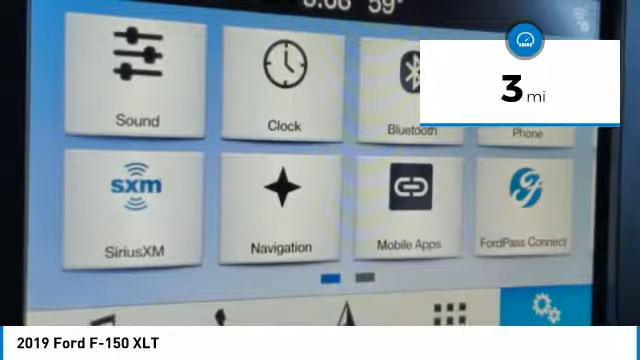 59°
Sound
Clock
Bluetooth
Phone
3 mi
sxm
SiriusXM
Navigation
Mobile Apps
FordPass Connect
2019 Ford F-150 XLT